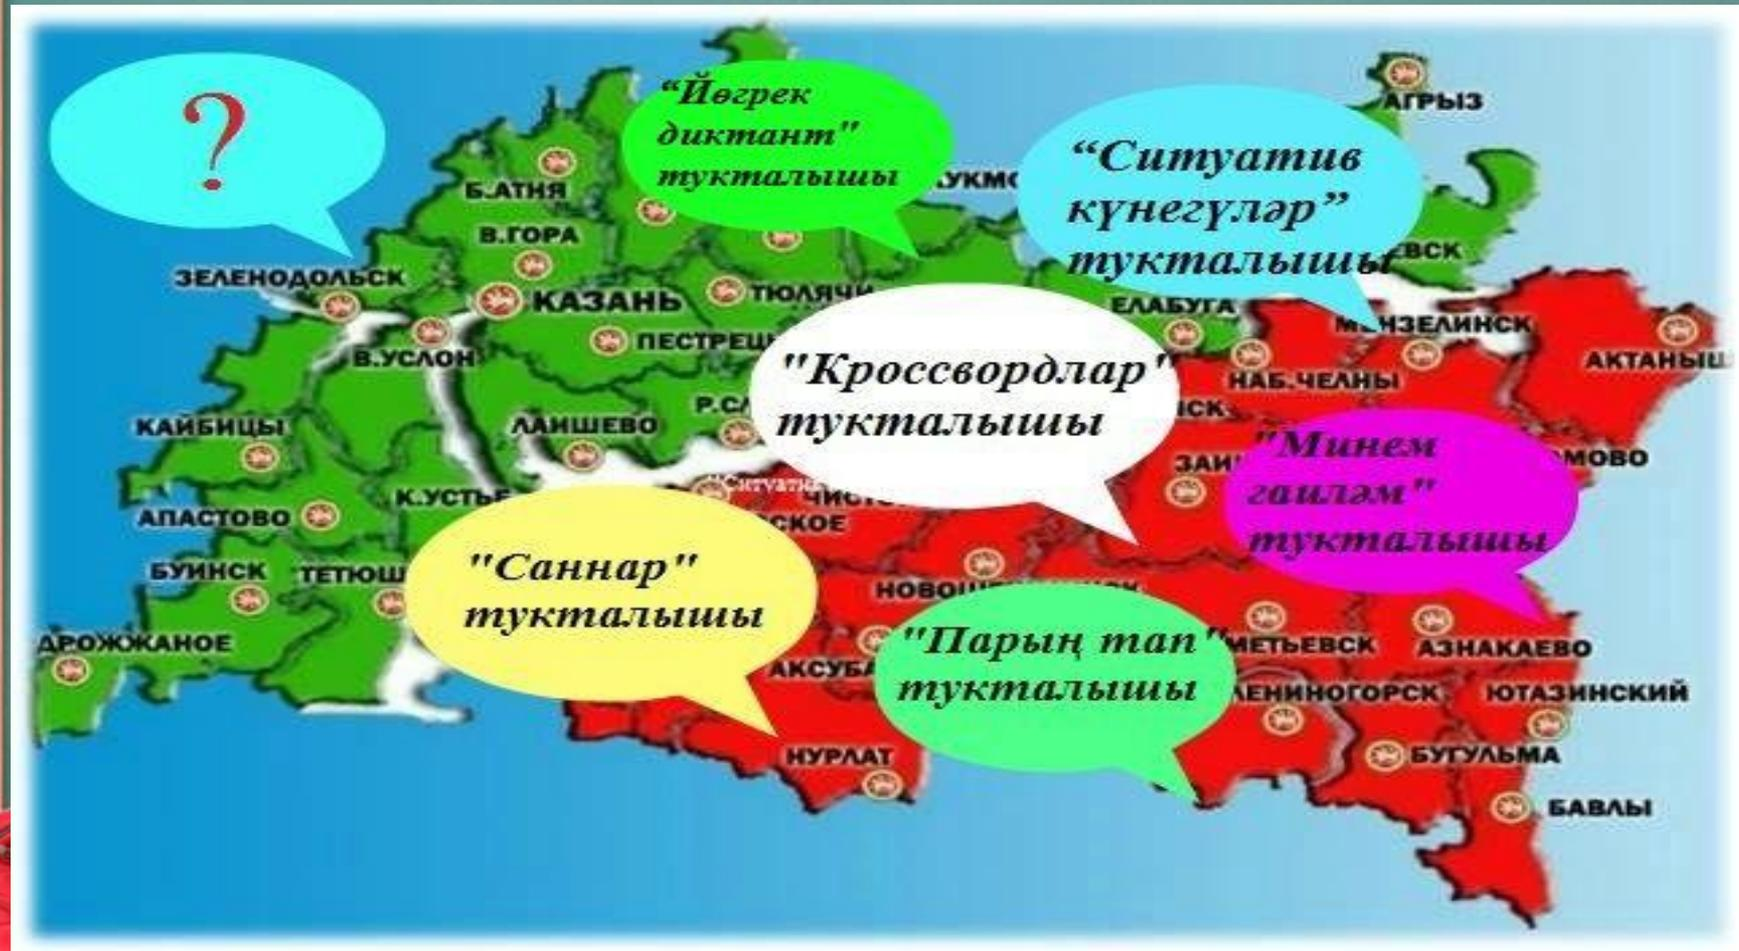 ?
“Йөгрек
диктант"
тукталышы
“Ситуатив
күнегүләр”
тукталышы
"Кроссвордлар"
тукталышы
"Минем
гаиләм"
тукталышы
"Саннар"
тукталышы
"Парың тап"
тукталышы
АГРЫЗ
Б.АТНЯ
В.ГОРА
ЗЕЛЕНОДОЛЬСК
КАЗАНЬ
ТЮЛЯЧИ
ЕЛАБУГА
МЕНЗЕЛИНСК
В.УСЛОН
АКТАНЫШ
НАБ.ЧЕЛНЫ
КАЙБИЦЫ
ЛАИШЕВО
АПАСТОВО
К.УСТЬЕ
БУИНСК
ДРОЖЖАНОЕ
АЗНАКАЕВО
ЛЕНИНОГОРСК
ЮТАЗИНСКИЙ
НУРЛАТ
БУГУЛЬМА
БАВЛЫ